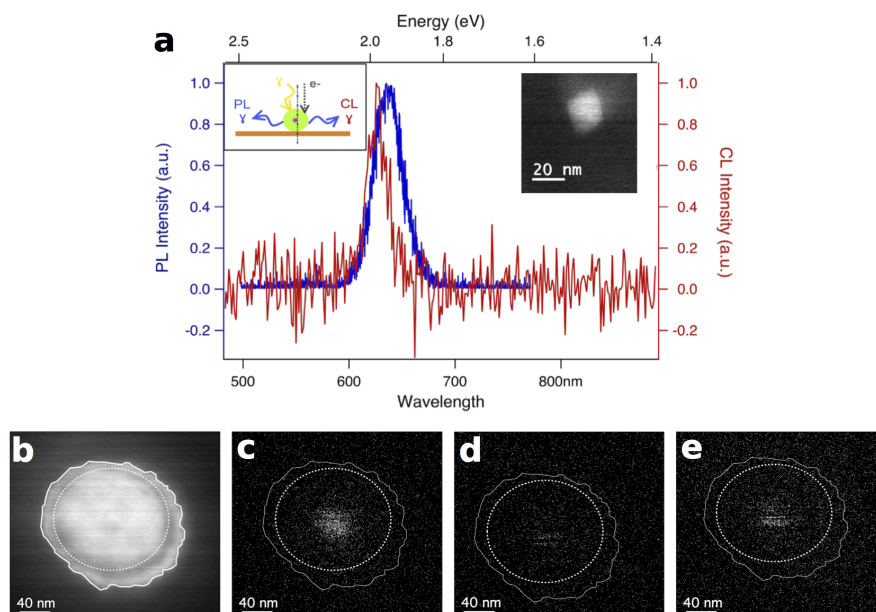 Energy (eV)
2.5 2.0 1.8 1.6 1.4
a
1.0 1.0
0.8 0.8
0.6 0.6
0.4 0.4
0.2 0.2
0.0 0.0
-0.2 -0.2
PL Intensity (a.u.)
CL Intensity (a.u.)
ɣ e-
PL CL
ɣ ɣ
20 nm
500 600 700 800nm
Wavelength
b c d e
40 nm 40 nm 40 nm 40 nm